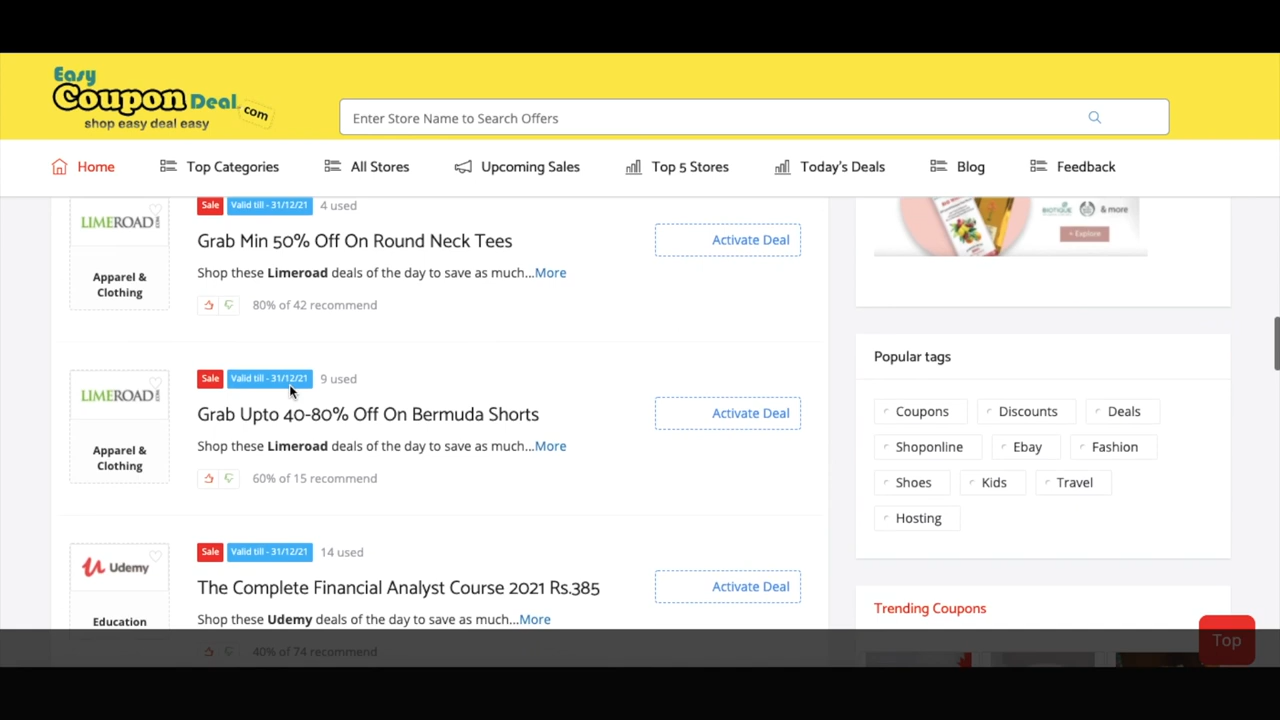 Easy
Coupon Deal.com
shop easy deal easy
Enter Store Name to Search Offers
Home
Top Categories
All Stores
Upcoming Sales
Top 5 Stores
Today's Deals
Blog
Feedback
LIMEROAD
Apparel &
Clothing
Sale Valid till - 31/12/21 4 used
Grab Min 50% Off On Round Neck Tees
Shop these Limeroad deals of the day to save as much...More
80% of 42 recommend
Activate Deal
LIMEROAD
Apparel &
Clothing
Sale Valid till - 31/12/21 9 used
Grab Upto 40-80% Off On Bermuda Shorts
Shop these Limeroad deals of the day to save as much...More
60% of 15 recommend
Activate Deal
Udemy
Education
Sale Valid till - 31/12/21 14 used
The Complete Financial Analyst Course 2021 Rs.385
Shop these Udemy deals of the day to save as much...More
40% of 74 recommend
Activate Deal
BIOTIQUE
& more
+ Explore
Popular tags
Coupons
Discounts
Deals
Shoponline
Ebay
Fashion
Shoes
Kids
Travel
Hosting
Trending Coupons
Top